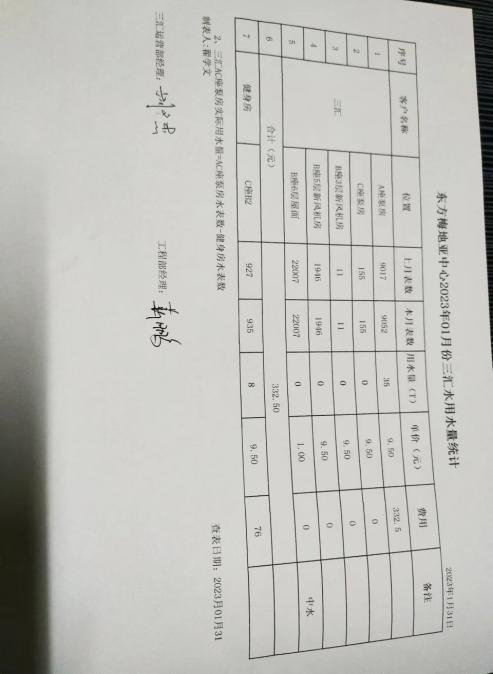 东方梅地亚中心2023年01月份三汇水用水量统计
2023年1月31日
序号 客户名称 位置 上月表数 本月表数 用水量（T） 单价（元） 费用 备注
1 三汇 A座泵房 9017 9052 35 9.50 332.5
2 C座泵房 155 155 0 9.50 0
3 B座3层新风机房 11 11 0 9.50 0
4 B座5层新风机房 1946 1946 0 9.50 0
5 B座6层屋面 22007 22007 0 1.00 0 中水
6 合计（元） 332.50
7 健身房 C座B2 927 935 8 9.50 76
2、三汇AC座泵房实际用水量=AC座泵房水表数-健身房水表数
制表人：翟学文
查表日期：2023月01月31
三汇运营部经理：
工程部经理：